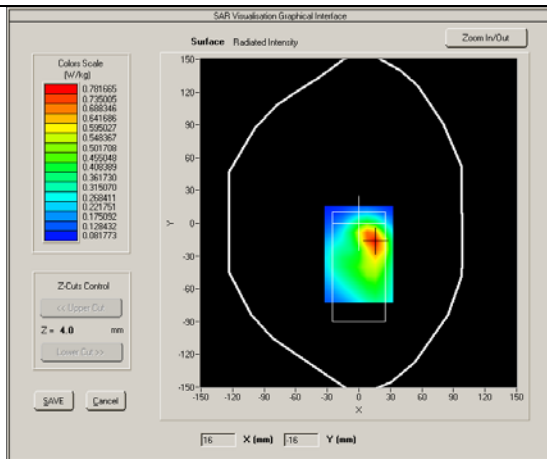 SAR Visualisation Graphical Interface
Surface Radiated Intensity
Zoom In/Out
Colors Scale
(W/kg)
0.781665
0.735005
0.688346
0.641686
0.595027
0.548367
0.501708
0.455048
0.408389
0.361730
0.315070
0.268411
0.221751
0.175092
0.128432
0.081773
150
120
90
60
30
0
-30
-60
-90
-120
-150
Y
-150 -120 -90 -60 -30 0 30 60 90 120 150
X
Z-Cuts Control
<< Upper Cut
Z = 4.0 mm
Lower Cut >>
SAVE Cancel
16 X (mm) -16 Y (mm)